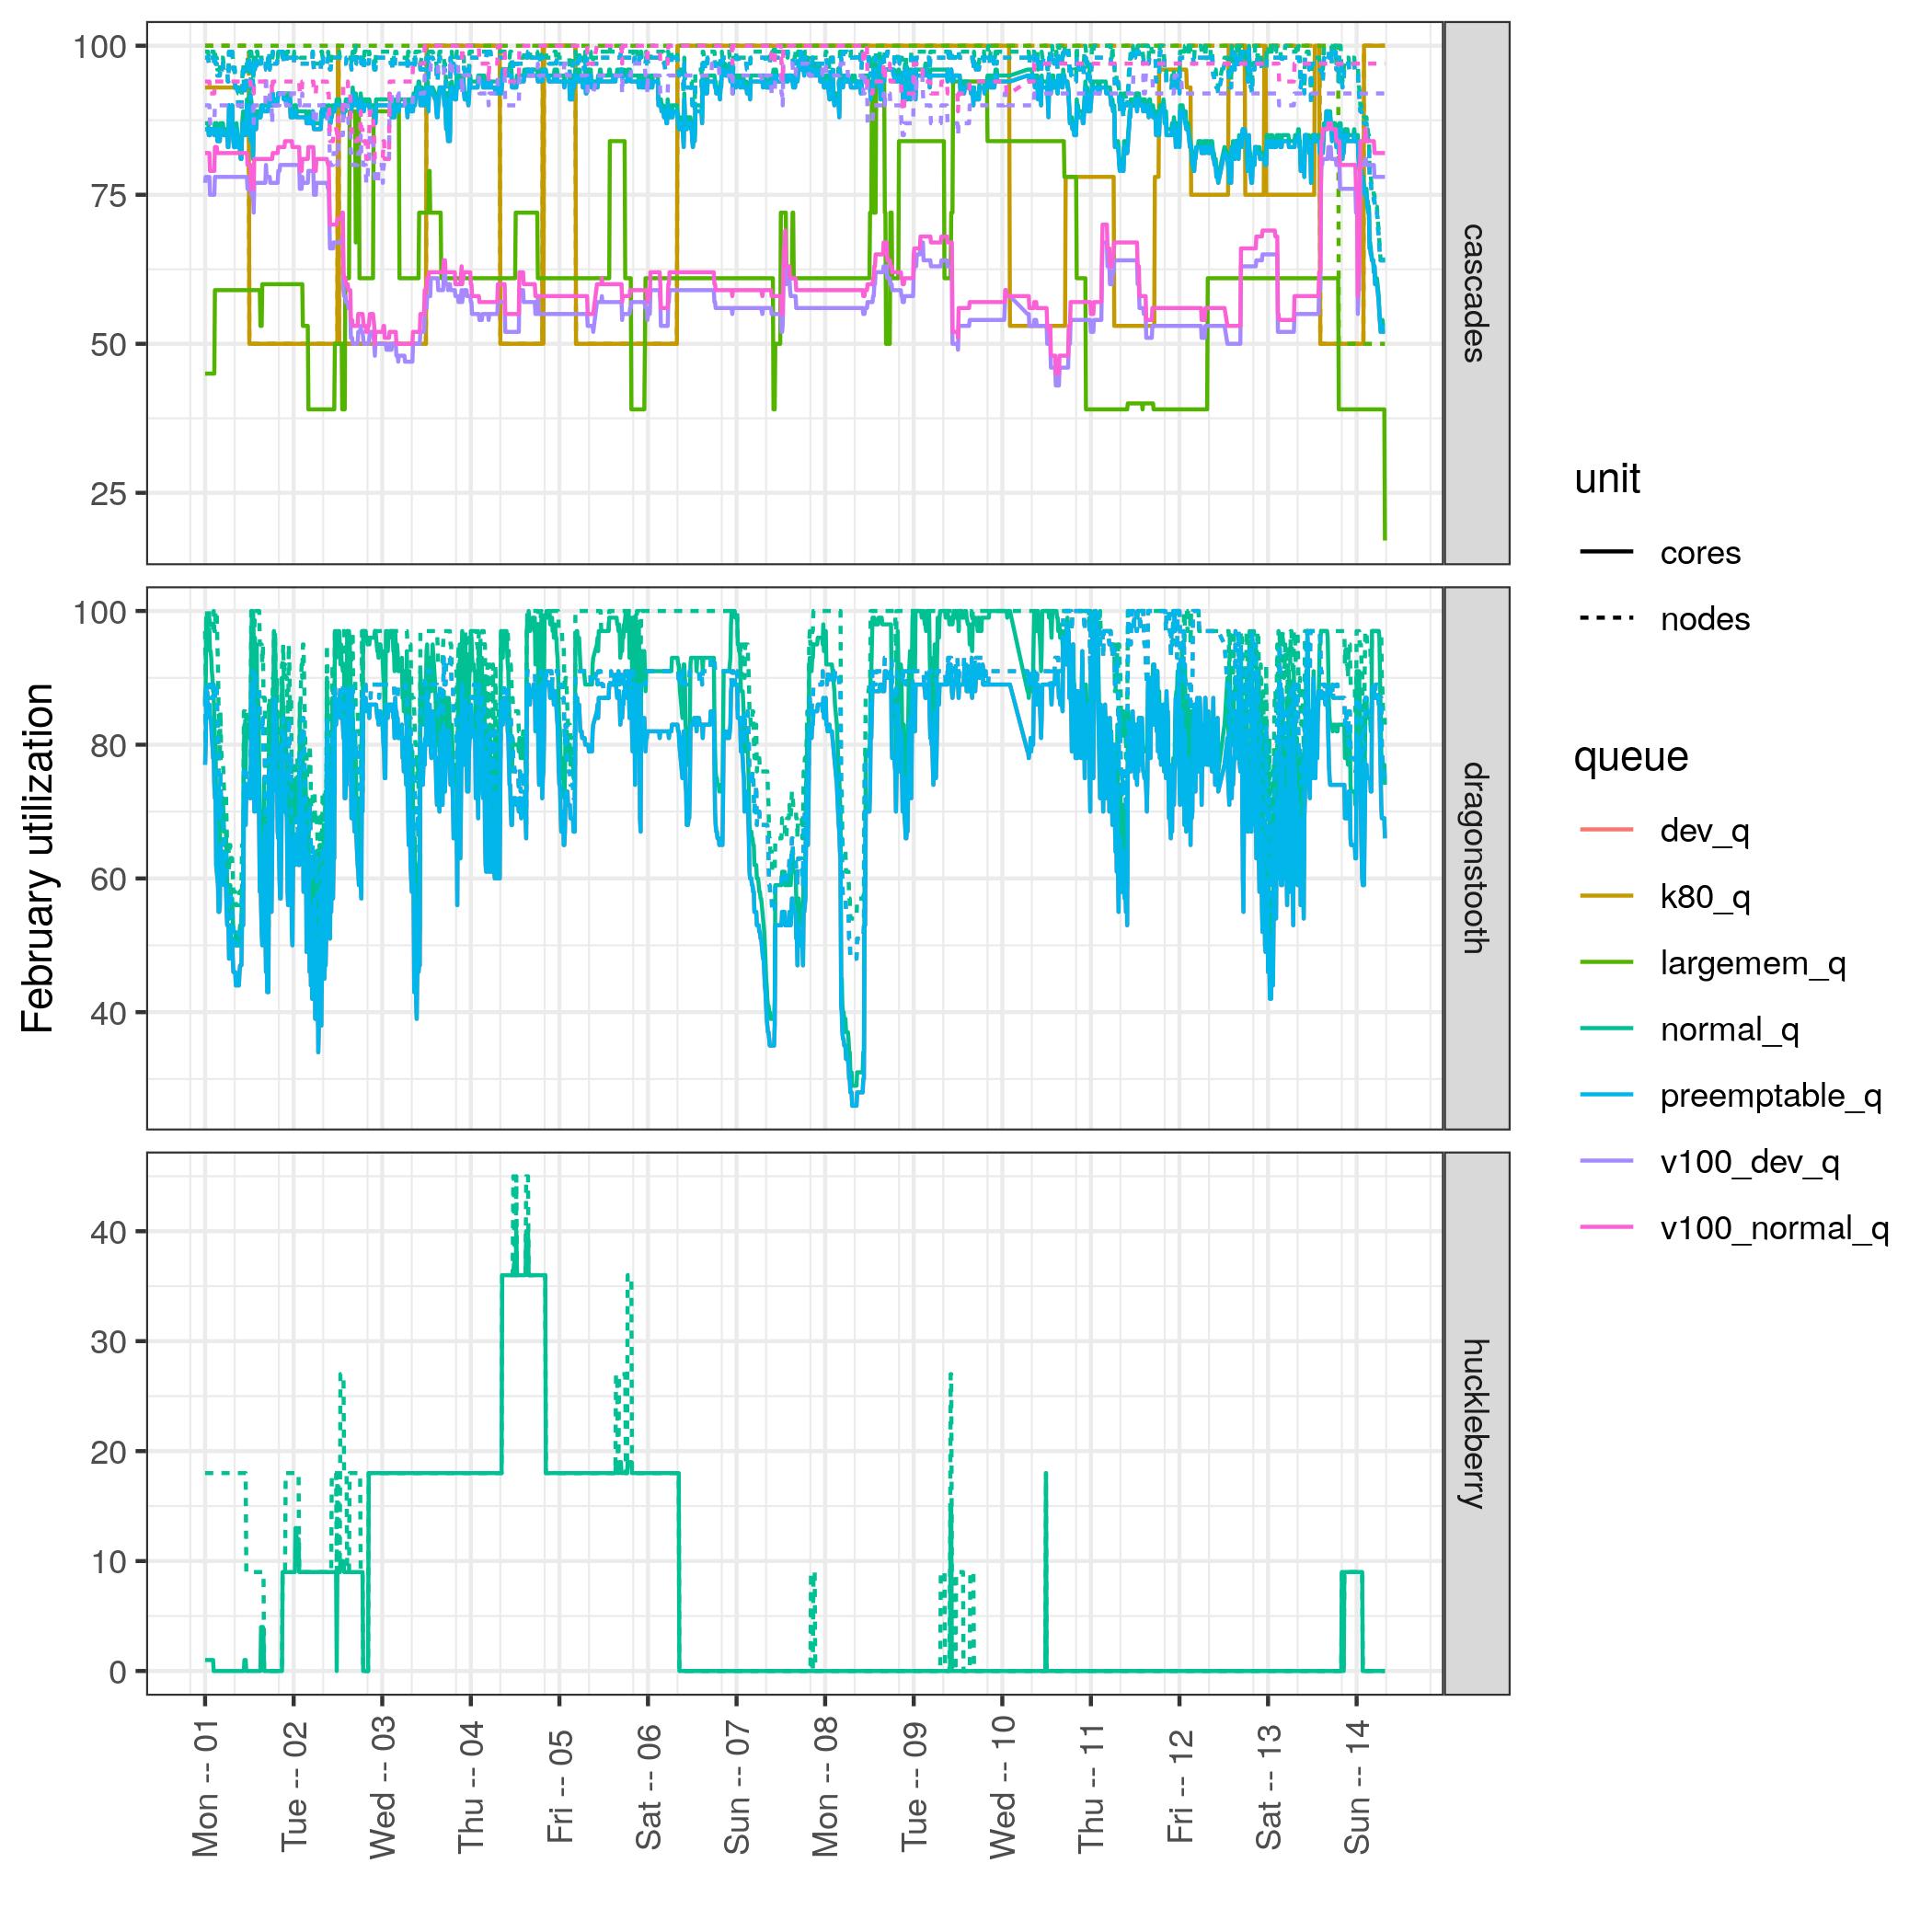 February utilization
100
75
50
25
cascades
100
80
60
40
dragonstooth
40
30
20
10
0
huckleberry
Mon -- 01
Tue -- 02
Wed -- 03
Thu -- 04
Fri -- 05
Sat -- 06
Sun -- 07
Mon -- 08
Tue -- 09
Wed -- 10
Thu -- 11
Fri -- 12
Sat -- 13
Sun -- 14
unit
cores
nodes
queue
dev_q
k80_q
largemem_q
normal_q
preemptable_q
v100_dev_q
v100_normal_q